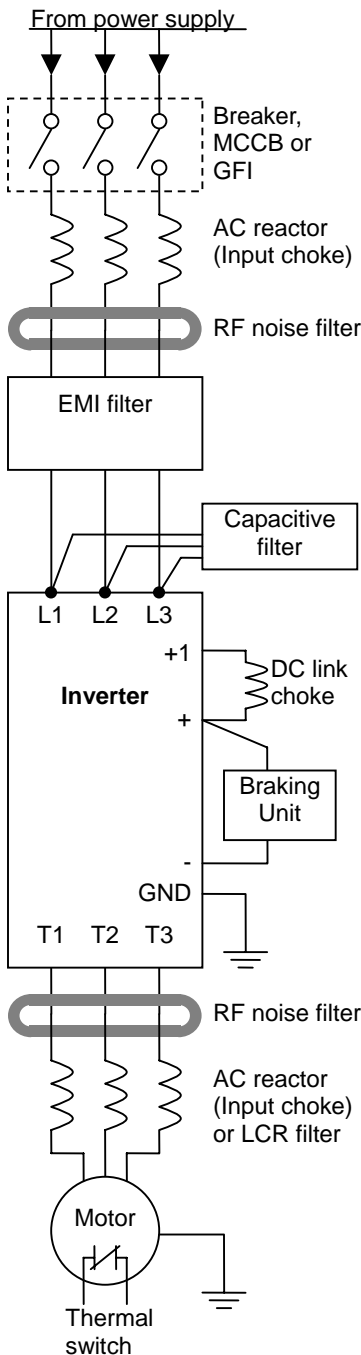 From power supply
Breaker,
MCCB or
GFI
AC reactor
(Input choke)
RF noise filter
EMI filter
Capacitive
filter
L1 L2 L3
+1
DC link
choke
Inverter
+
Braking
Unit
-
GND
T1 T2 T3
RF noise filter
AC reactor
(Input choke)
or LCR filter
Motor
Thermal
switch